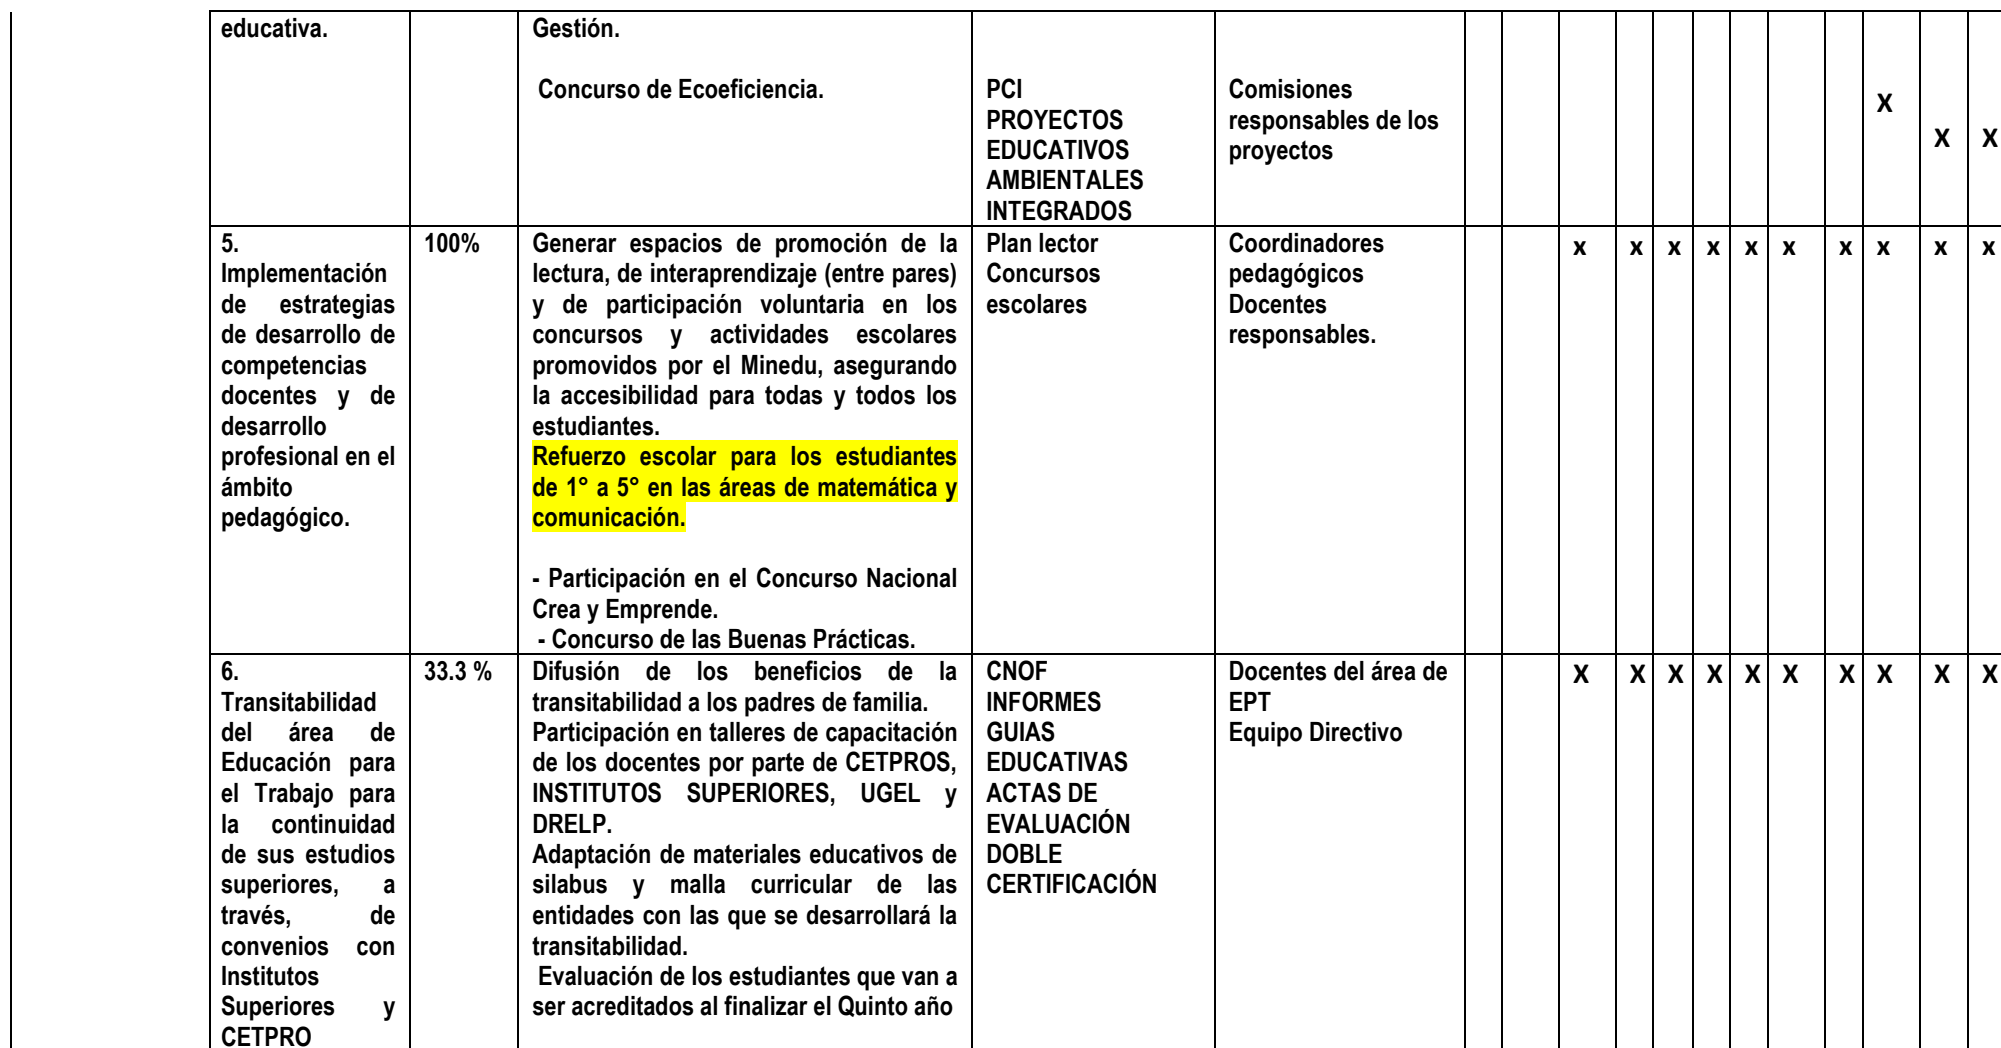 educativa.
Gestión.
Concurso de Ecoeficiencia.
PCI
PROYECTOS
EDUCATIVOS
AMBIENTALES
INTEGRADOS
Comisiones
responsables de los
proyectos
X
X X
5.
Implementación
de estrategias
de desarrollo de
competencias
docentes y de
desarrollo
profesional en el
ámbito
pedagógico.
100%
Generar espacios de promoción de la
lectura, de interaprendizaje (entre pares)
y de participación voluntaria en los
concursos y actividades escolares
promovidos por el Minedu, asegurando
la accesibilidad para todas y todos los
estudiantes.
Refuerzo escolar para los estudiantes
de 1° a 5° en las áreas de matemática y
comunicación.
- Participación en el Concurso Nacional
Crea y Emprende.
- Concurso de las Buenas Prácticas.
Plan lector
Concursos
escolares
Coordinadores
pedagógicos
Docentes
responsables.
x x x x x x x x x x
6.
Transitabilidad
del área de
Educación para
el Trabajo para
la continuidad
de sus estudios
superiores, a
través, de
convenios con
Institutos
Superiores y
CETPRO
33.3 %
Difusión de los beneficios de la
transitabilidad a los padres de familia.
Participación en talleres de capacitación
de los docentes por parte de CETPROS,
INSTITUTOS SUPERIORES, UGEL y
DRELP.
Adaptación de materiales educativos de
silabus y malla curricular de las
entidades con las que se desarrollará la
transitabilidad.
Evaluación de los estudiantes que van a
ser acreditados al finalizar el Quinto año
CNOF
INFORMES
GUIAS
EDUCATIVAS
ACTAS DE
EVALUACIÓN
DOBLE
CERTIFICACIÓN
Docentes del área de
EPT
Equipo Directivo
X X X X X X X X X X